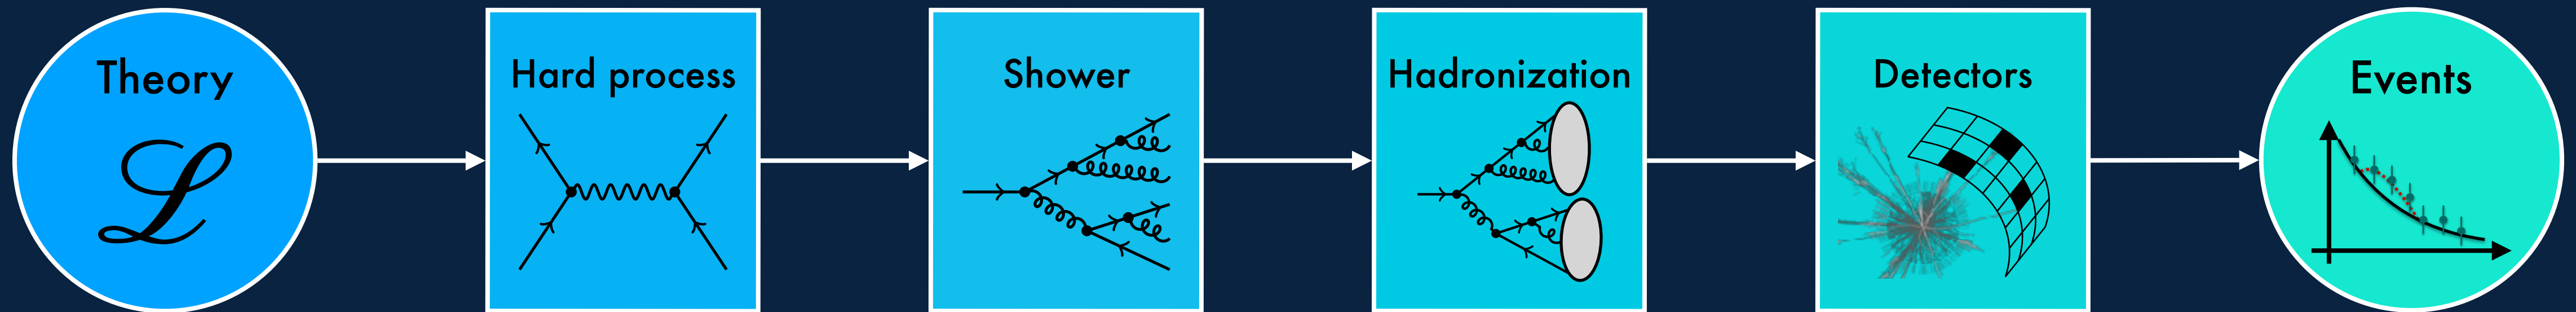 Theory
ℒ
Hard process
Shower
Hadronization
Detectors
Events